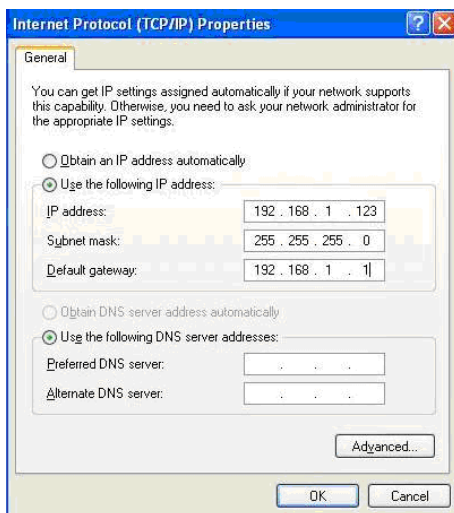 Internet Protocol (TCP/IP) Properties
General
You can get IP settings assigned automatically if your network supports
this capability. Otherwise, you need to ask your network administrator for
the appropriate IP settings.
Obtain an IP address automatically
Use the following IP address:
IP address: 192 . 168 . 1 . 123
Subnet mask: 255 . 255 . 255 . 0
Default gateway: 192 . 168 . 1 . 1
Obtain DNS server address automatically
Use the following DNS server addresses:
Preferred DNS server: . . .
Alternate DNS server: . . .
Advanced...
OK Cancel